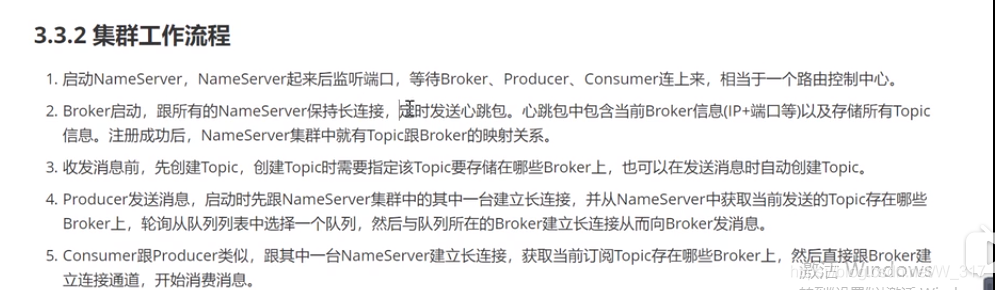 3.3.2 集群工作流程
1. 启动NameServer，NameServer起来后监听端口，等待Broker、Producer、Consumer连上来，相当于一个路由控制中心。
2. Broker启动，跟所有的NameServer保持长连接，定时发送心跳包。心跳包中包含当前Broker信息(IP+端口等)以及存储所有Topic
信息。注册成功后，NameServer集群中就有Topic跟Broker的映射关系。
3. 收发消息前，先创建Topic，创建Topic时需要指定该Topic要存储在哪些Broker上，也可以在发送消息时自动创建Topic。
4. Producer发送消息，启动时先跟NameServer集群中的其中一台建立长连接，并从NameServer中获取当前发送的Topic存在哪些
Broker上，轮询从队列列表中选择一个队列，然后与队列所在的Broker建立长连接从而向Broker发消息。
5. Consumer跟Producer类似，跟其中一台NameServer建立长连接，获取当前订阅Topic存在哪些Broker上，然后直接跟Broker建
立连接通道，开始消费消息。
激活 Windows